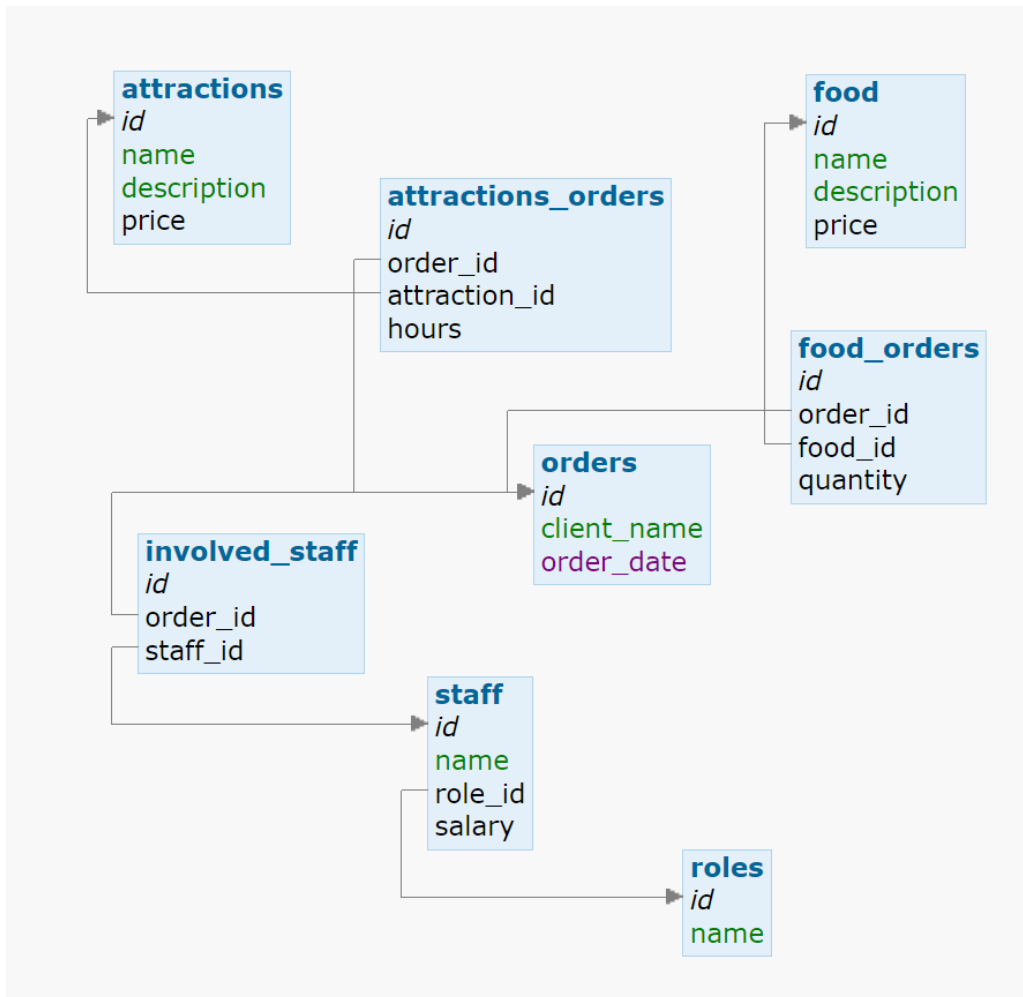 attractions
id
name
description
price
attractions_orders
id
order_id
attraction_id
hours
food
id
name
description
price
food_orders
id
order_id
food_id
quantity
orders
id
client_name
order_date
involved_staff
id
order_id
staff_id
staff
id
name
role_id
salary
roles
id
name